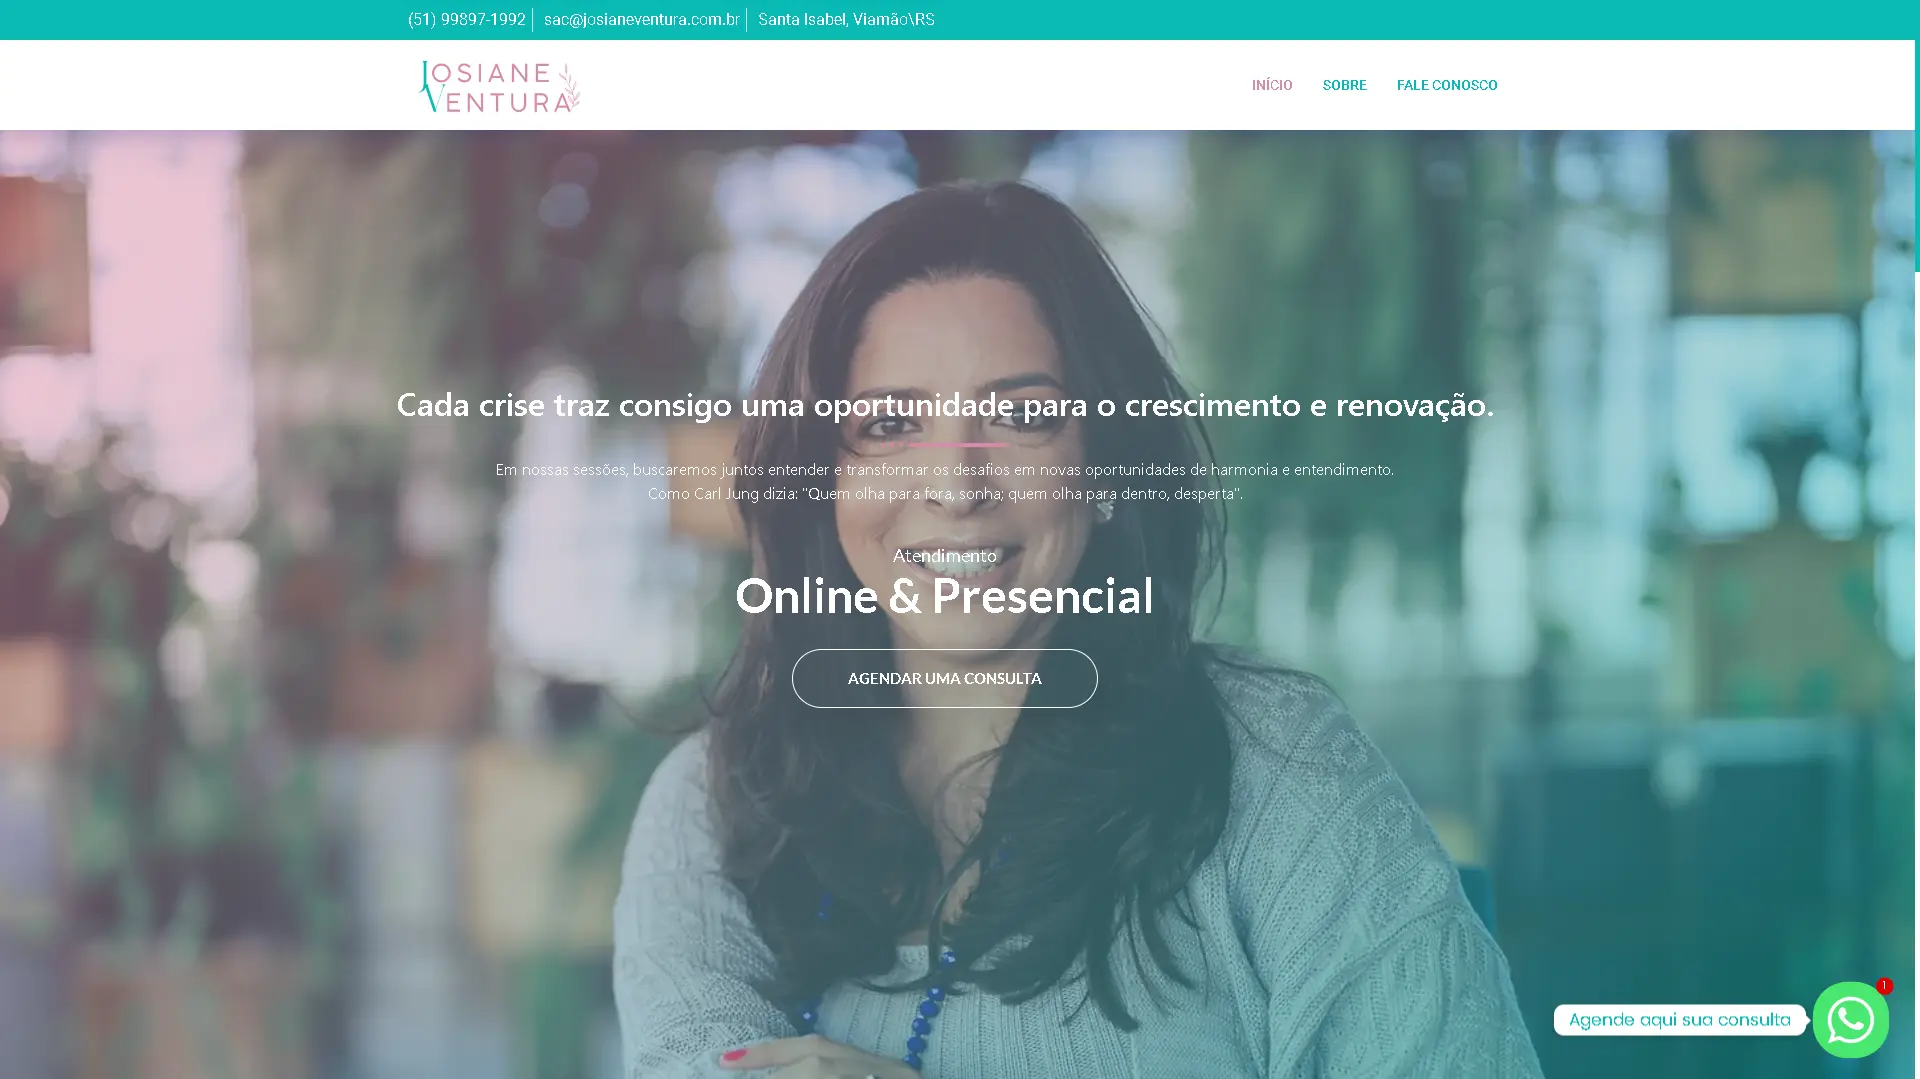 (51) 99897-1992
sac@josianeventura.com.br
Santa Isabel, Viamão\RS
JOSIANE
VENTURA
INÍCIO
SOBRE
FALE CONOSCO
Cada crise traz consigo uma oportunidade para o crescimento e renovação.
Em nossas sessões, buscaremos juntos entender e transformar os desafios em novas oportunidades de harmonia e entendimento.
Como Carl Jung dizia: "Quem olha para fora, sonha; quem olha para dentro, desperta".
Atendimento
Online & Presencial
AGENDAR UMA CONSULTA
Agende aqui sua consulta
1